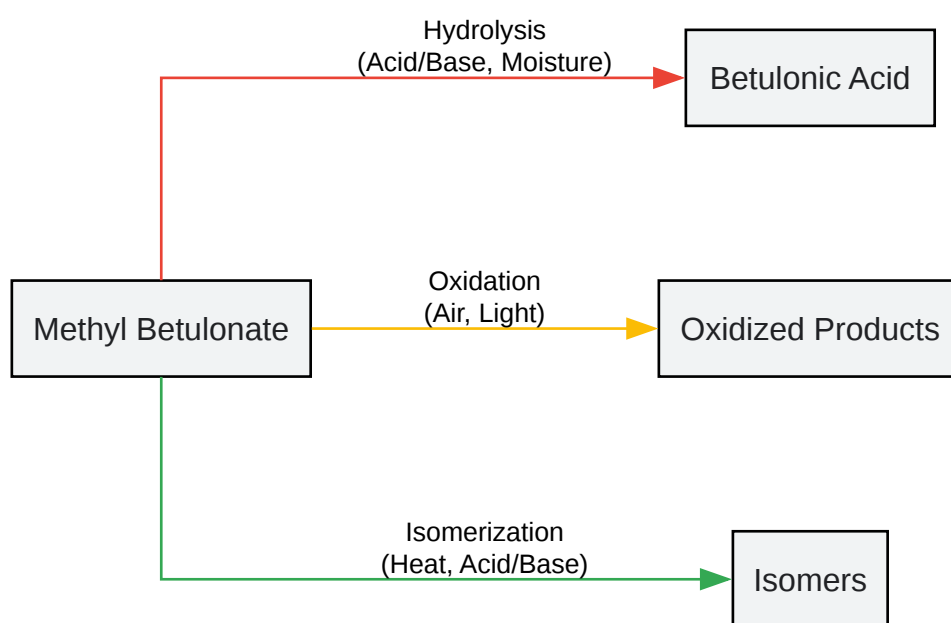 Hydrolysis
(Acid/Base, Moisture)
Betulonic Acid
Oxidation
(Air, Light)
Methyl Betulonate
Oxidized Products
Isomerization
(Heat, Acid/Base)
Isomers